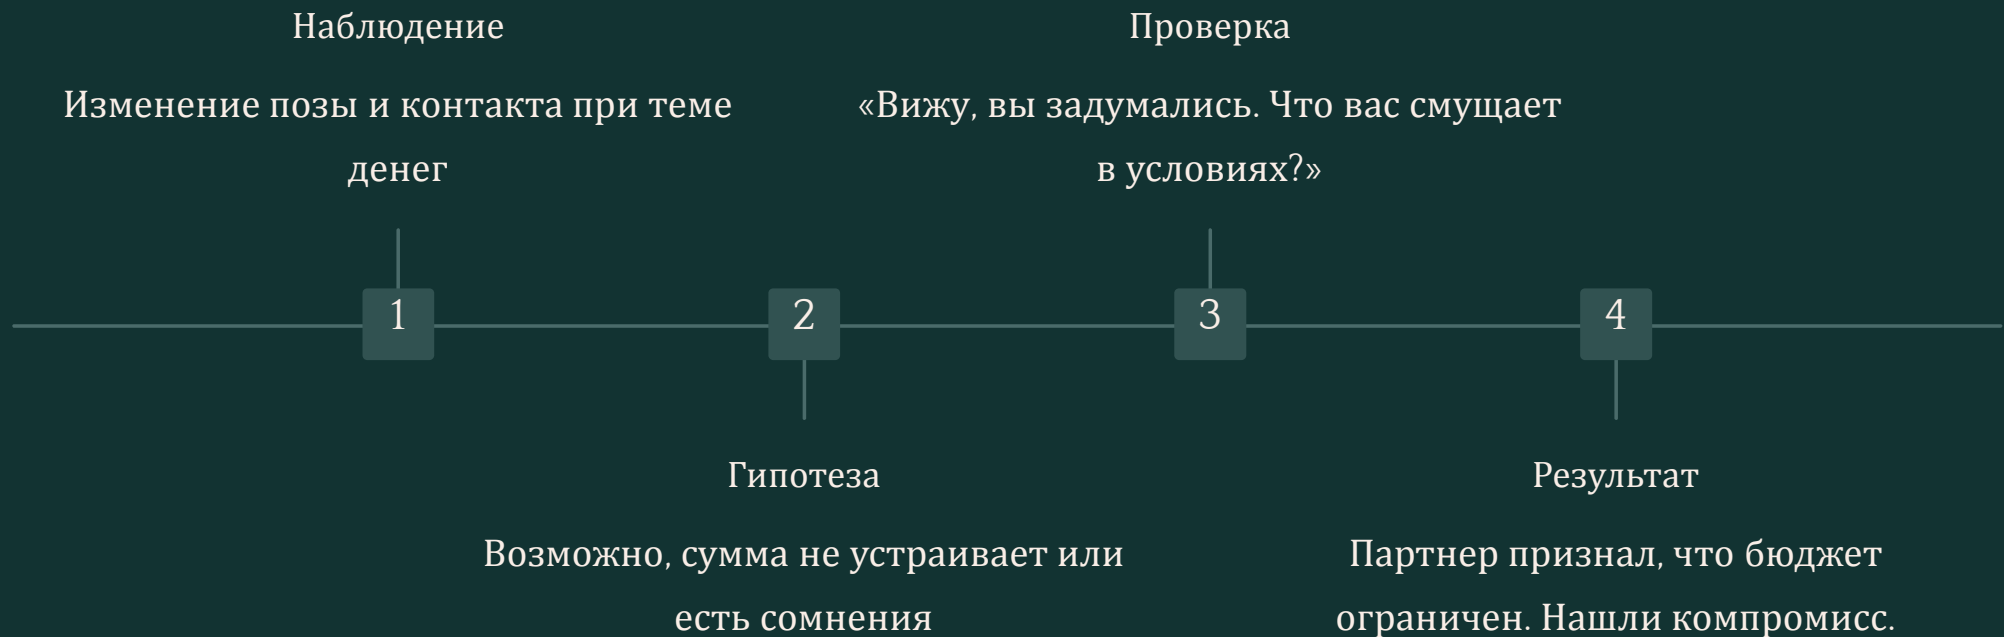 Наблюдение
Изменение позы и контакта при теме
денег
1
2
Гипотеза
Возможно, сумма не устраивает или
есть сомнения
Проверка
«Вижу, вы задумались. Что вас смущает
в условиях?»
3
4
Результат
Партнер признал, что бюджет
ограничен. Нашли компромисс.